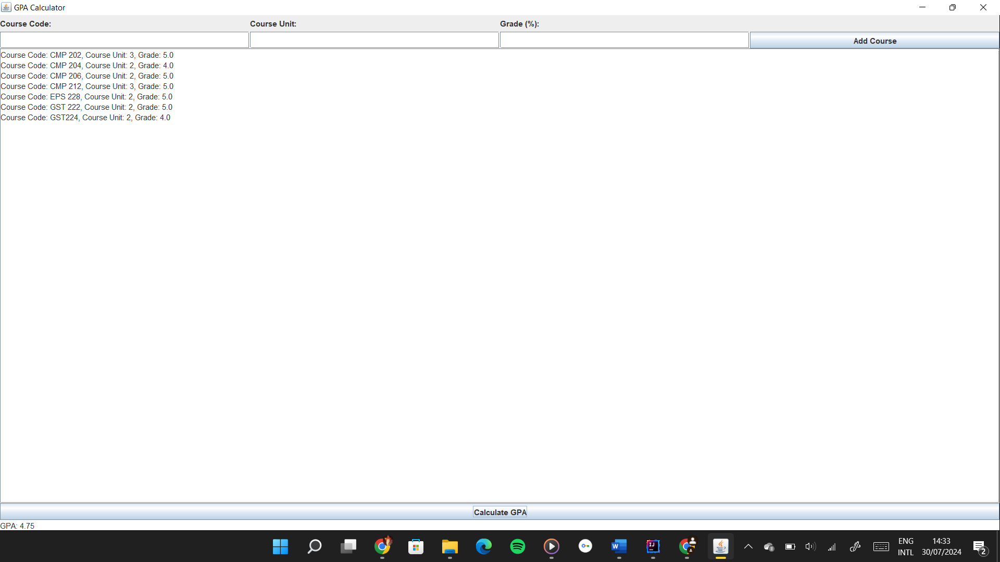 GPA Calculator
Course Code: Course Unit: Grade (%):
Add Course
Course Code: CMP 202, Course Unit: 3, Grade: 5.0
Course Code: CMP 204, Course Unit: 2, Grade: 4.0
Course Code: CMP 206, Course Unit: 2, Grade: 5.0
Course Code: CMP 212, Course Unit: 3, Grade: 5.0
Course Code: EPS 228, Course Unit: 2, Grade: 5.0
Course Code: GST 222, Course Unit: 2, Grade: 5.0
Course Code: GST224, Course Unit: 2, Grade: 4.0
Calculate GPA
GPA: 4.75
W
IJ
ENG
INTL
14:33
30/07/2024
2